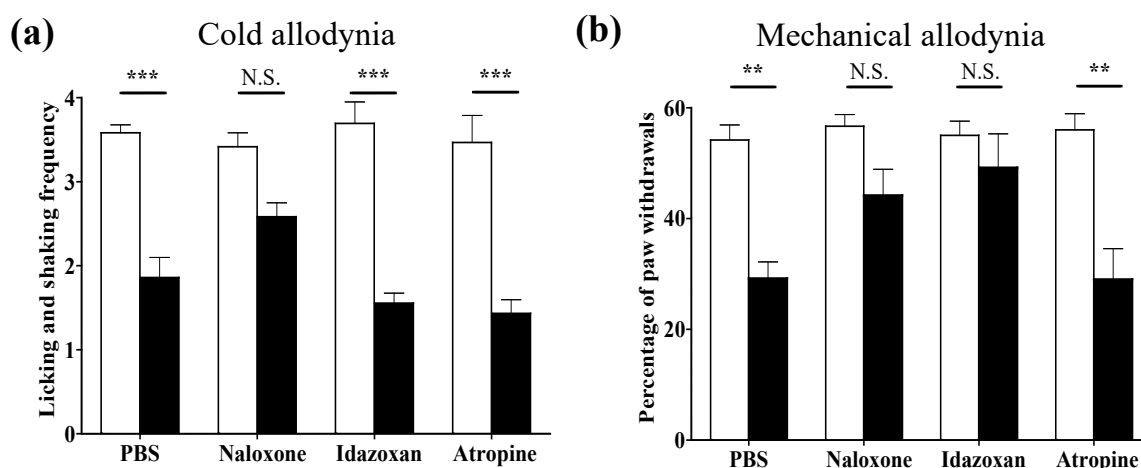 (a)
Cold allodynia
*** N.S. *** ***
Licking and shaking frequency
4
3
2
1
0
PBS Naloxone Idazoxan Atropine
(b)
Mechanical allodynia
** N.S. N.S. **
Percentage of paw withdrawals
60
40
20
0
PBS Naloxone Idazoxan Atropine